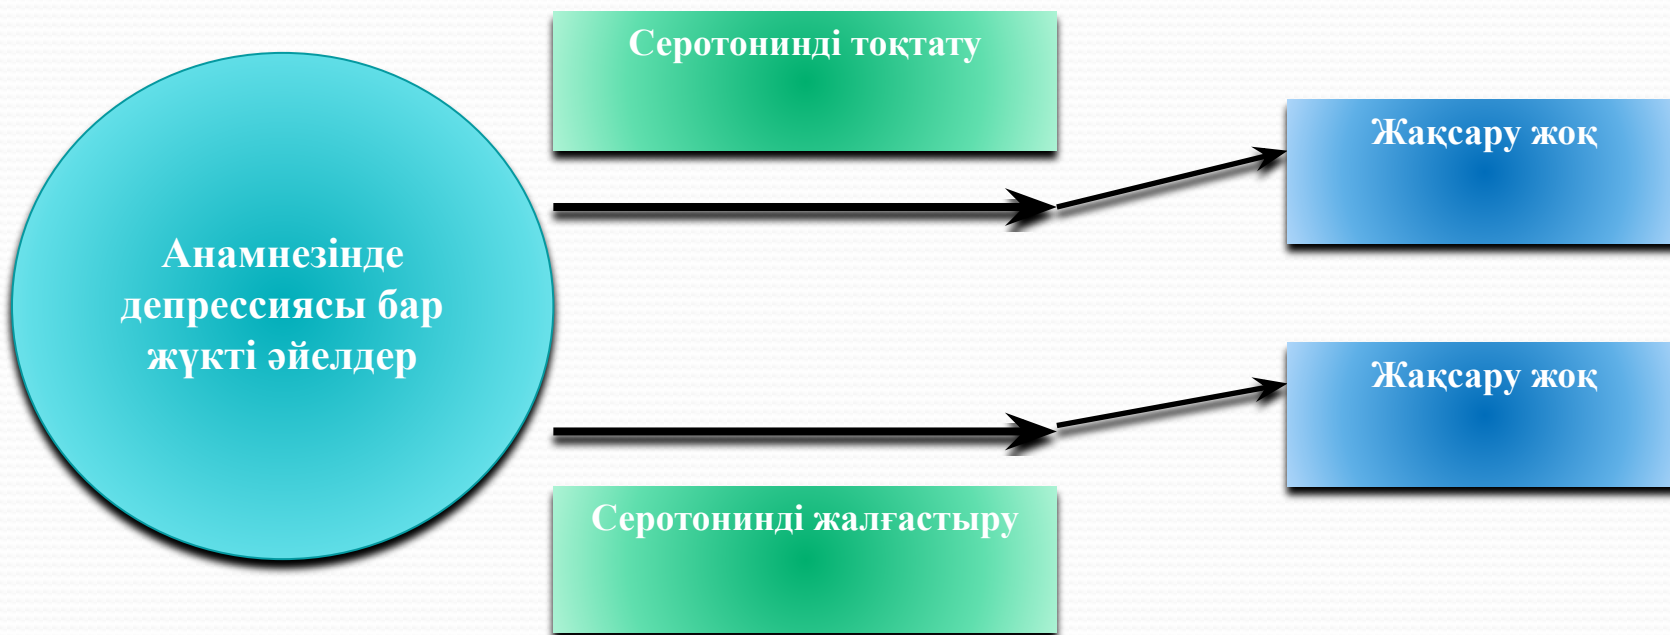 Серотонинді тоқтату
Жақсару жоқ
Анамнезінде
депрессиясы бар
жүкті әйелдер
Жақсару жоқ
Серотонинді жалғастыру